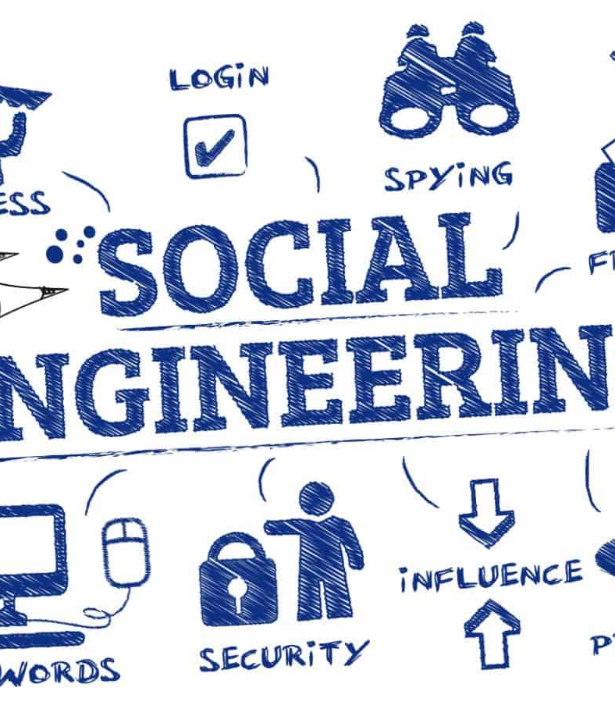 LOGiN
SPYiNG
ESS
SOCIAL
NGINEERIN
iNFLUENCE
SECURiTY
WORDS